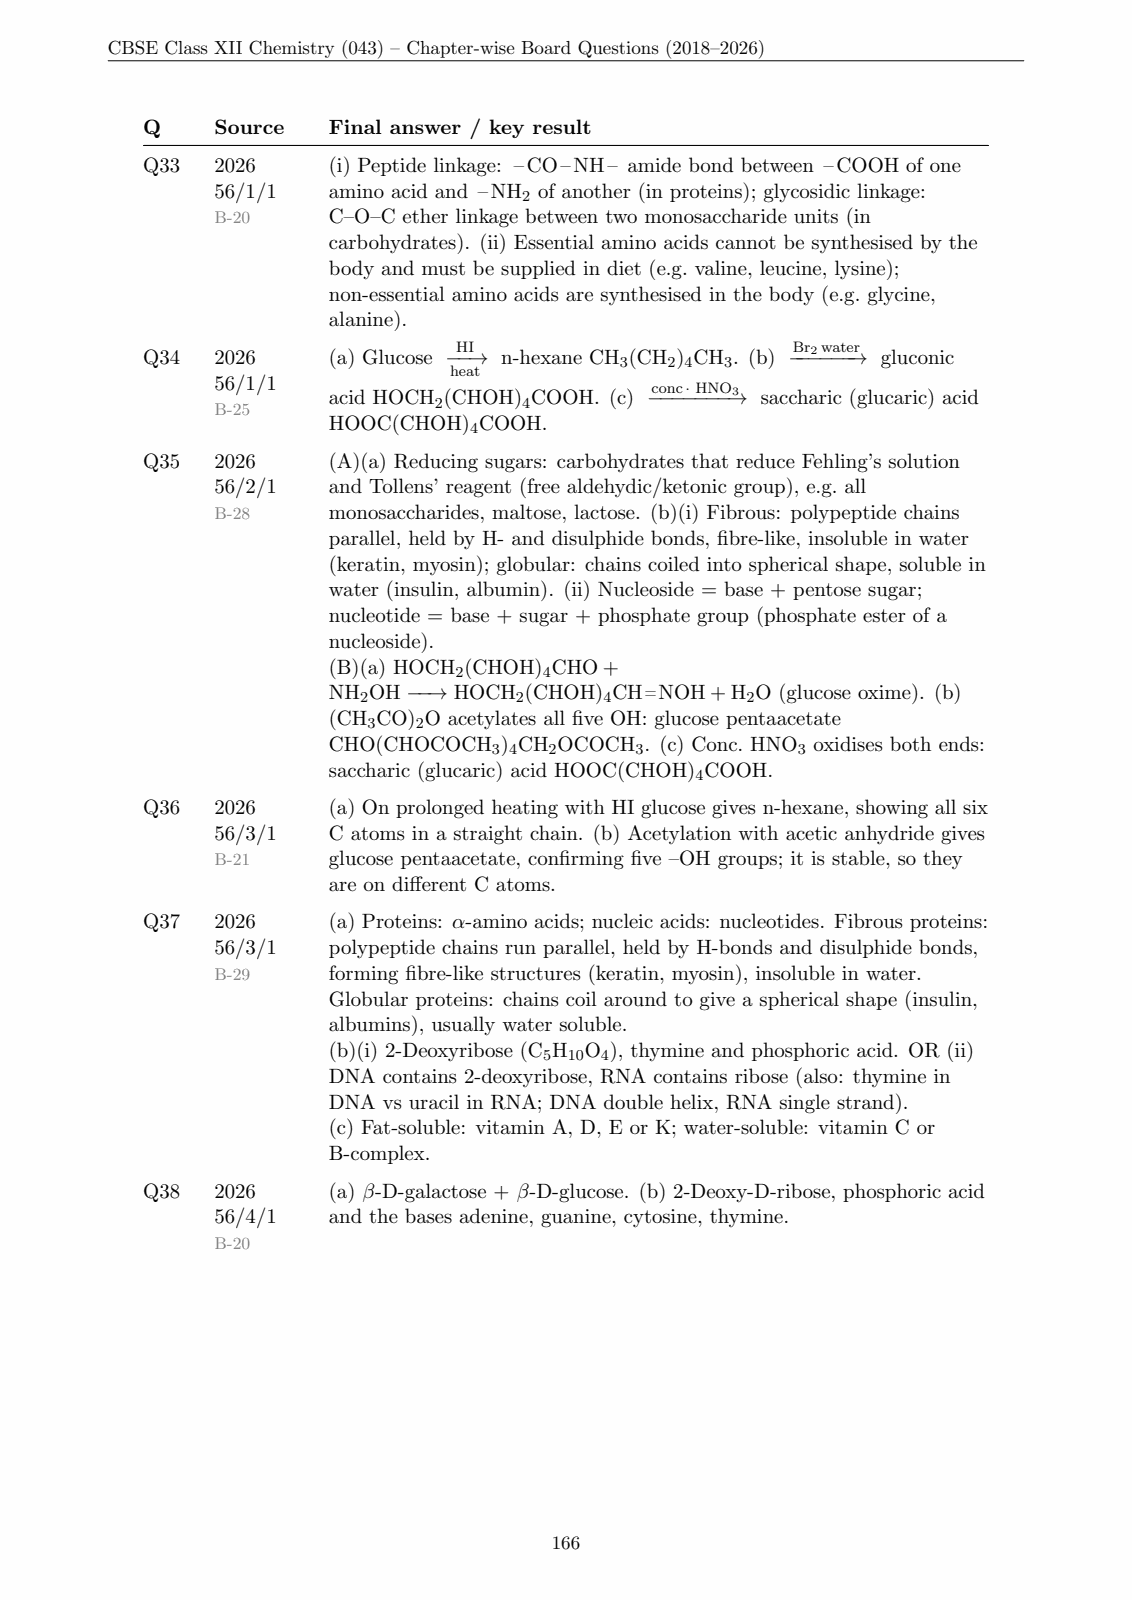 CBSE Class XII Chemistry (043) – Chapter-wise Board Questions (2018–2026)
Q Source Final answer / key result
Q33 2026 (i) Peptide linkage: –CO–NH– amide bond between –COOH of one
56/1/1 amino acid and –NH₂ of another (in proteins); glycosidic linkage:
B-20 C–O–C ether linkage between two monosaccharide units (in
carbohydrates). (ii) Essential amino acids cannot be synthesised by the
body and must be supplied in diet (e.g. valine, leucine, lysine);
non-essential amino acids are synthesised in the body (e.g. glycine,
alanine).
Q34 2026 (a) Glucose —HI/heat→ n-hexane CH₃(CH₂)₄CH₃. (b) —Br₂ water→ gluconic
56/1/1 acid HOCH₂(CHOH)₄COOH. (c) —conc· HNO₃→ saccharic (glucaric) acid
B-25 HOOC(CHOH)₄COOH.
Q35 2026 (A)(a) Reducing sugars: carbohydrates that reduce Fehling's solution
56/2/1 and Tollens' reagent (free aldehydic/ketonic group), e.g. all
B-28 monosaccharides, maltose, lactose. (b)(i) Fibrous: polypeptide chains
parallel, held by H- and disulphide bonds, fibre-like, insoluble in water
(keratin, myosin); globular: chains coiled into spherical shape, soluble in
water (insulin, albumin). (ii) Nucleoside = base + pentose sugar;
nucleotide = base + sugar + phosphate group (phosphate ester of a
nucleoside).
(B)(a) HOCH₂(CHOH)₄CHO +
NH₂OH ⟶ HOCH₂(CHOH)₄CH=NOH + H₂O (glucose oxime). (b)
(CH₃CO)₂O acetylates all five OH: glucose pentaacetate
CHO(CHOCOCH₃)₄CH₂OCOCH₃. (c) Conc. HNO₃ oxidises both ends:
saccharic (glucaric) acid HOOC(CHOH)₄COOH.
Q36 2026 (a) On prolonged heating with HI glucose gives n-hexane, showing all six
56/3/1 C atoms in a straight chain. (b) Acetylation with acetic anhydride gives
B-21 glucose pentaacetate, confirming five –OH groups; it is stable, so they
are on different C atoms.
Q37 2026 (a) Proteins: α-amino acids; nucleic acids: nucleotides. Fibrous proteins:
56/3/1 polypeptide chains run parallel, held by H-bonds and disulphide bonds,
B-29 forming fibre-like structures (keratin, myosin), insoluble in water.
Globular proteins: chains coil around to give a spherical shape (insulin,
albumins), usually water soluble.
(b)(i) 2-Deoxyribose (C₅H₁₀O₄), thymine and phosphoric acid. OR (ii)
DNA contains 2-deoxyribose, RNA contains ribose (also: thymine in
DNA vs uracil in RNA; DNA double helix, RNA single strand).
(c) Fat-soluble: vitamin A, D, E or K; water-soluble: vitamin C or
B-complex.
Q38 2026 (a) β-D-galactose + β-D-glucose. (b) 2-Deoxy-D-ribose, phosphoric acid
56/4/1 and the bases adenine, guanine, cytosine, thymine.
B-20
166